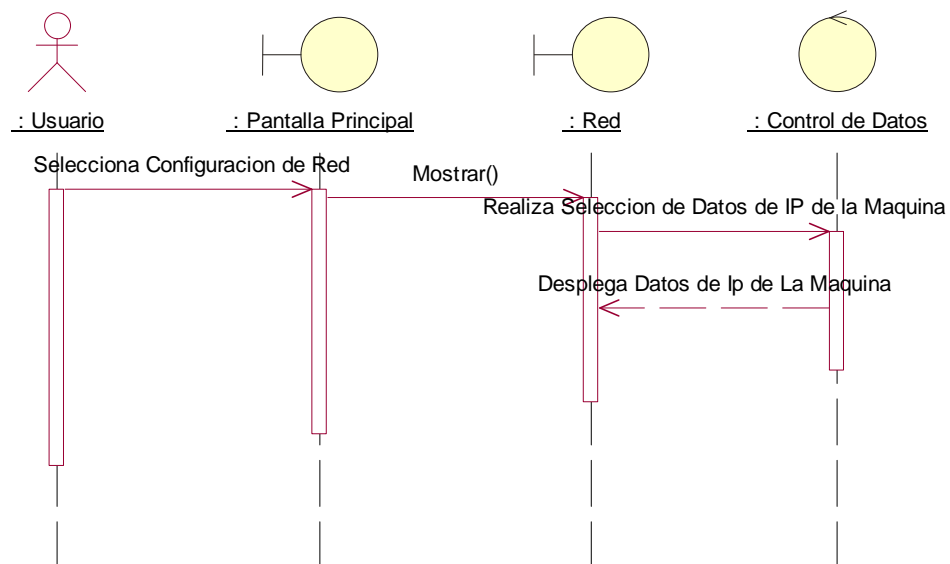 : Usuario
: Pantalla Principal
: Red
: Control de Datos
Selecciona Configuracion de Red
Mostrar()
Realiza Seleccion de Datos de IP de la Maquina
Desplega Datos de Ip de La Maquina